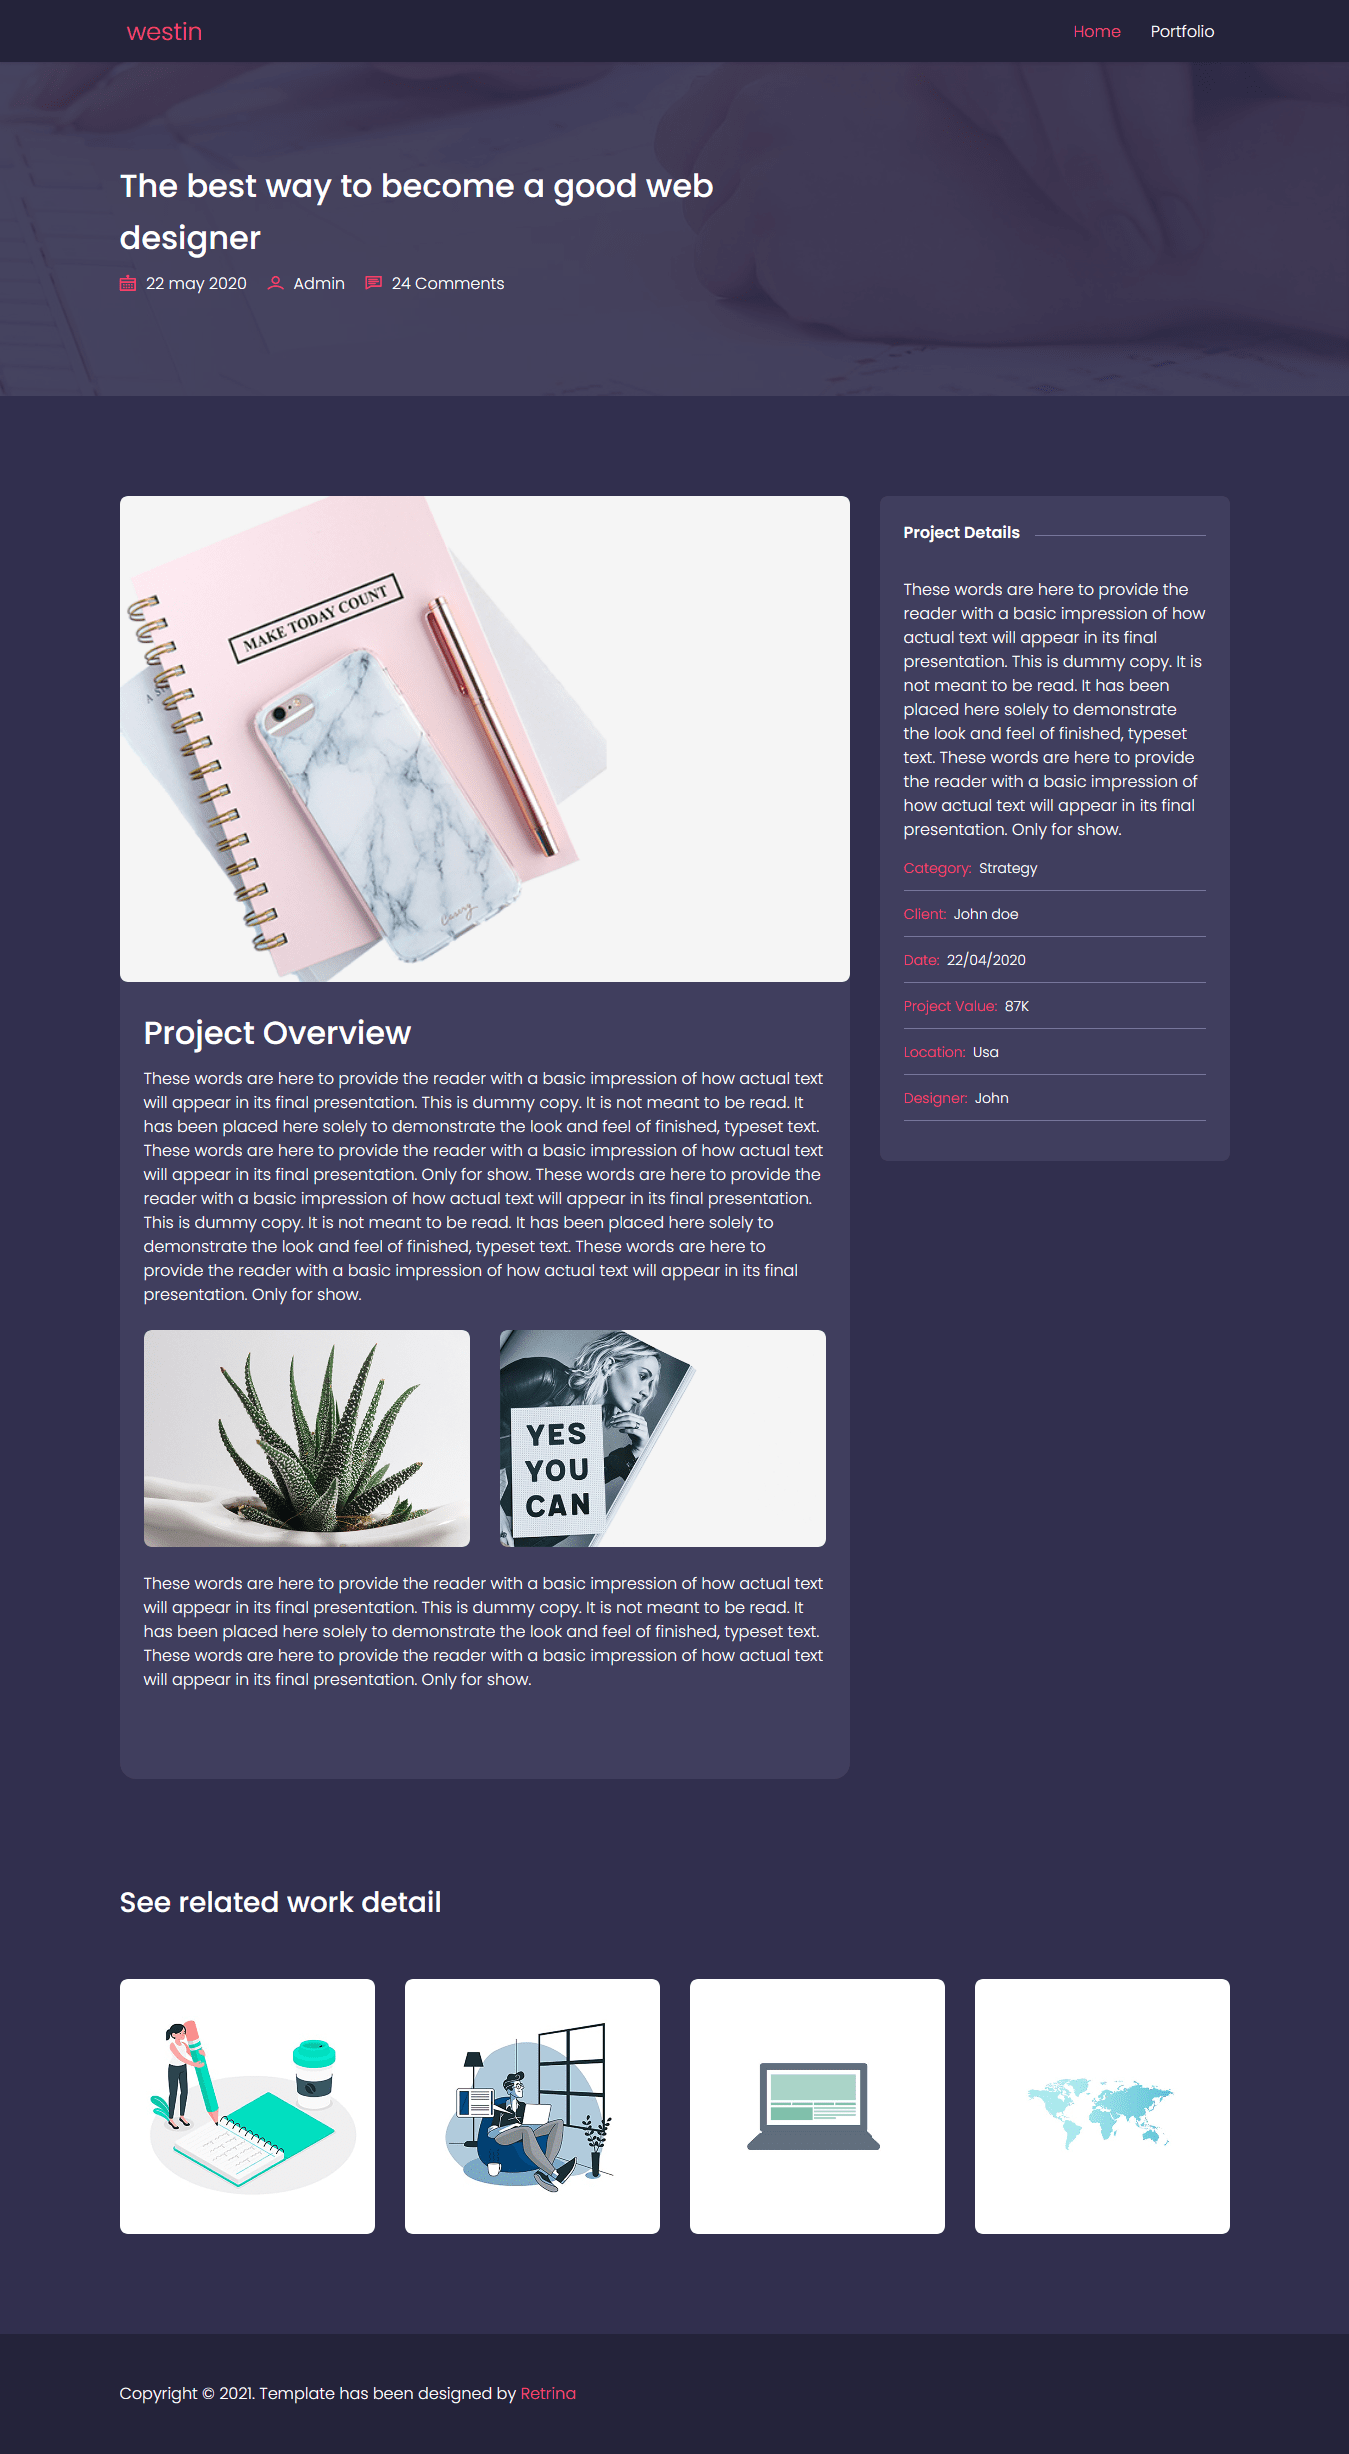 westin
Home
Portfolio
The best way to become a good web
designer
22 may 2020
Admin
24 Comments
MAKE TODAY COUNT
Project Overview
These words are here to provide the reader with a basic impression of how actual text
will appear in its final presentation. This is dummy copy. It is not meant to be read. It
has been placed here solely to demonstrate the look and feel of finished, typeset text.
These words are here to provide the reader with a basic impression of how actual text
will appear in its final presentation. Only for show. These words are here to provide the
reader with a basic impression of how actual text will appear in its final presentation.
This is dummy copy. It is not meant to be read. It has been placed here solely to
demonstrate the look and feel of finished, typeset text. These words are here to
provide the reader with a basic impression of how actual text will appear in its final
presentation. Only for show.
YES
YOU
CAN
These words are here to provide the reader with a basic impression of how actual text
will appear in its final presentation. This is dummy copy. It is not meant to be read. It
has been placed here solely to demonstrate the look and feel of finished, typeset text.
These words are here to provide the reader with a basic impression of how actual text
will appear in its final presentation. Only for show.
Project Details
These words are here to provide the
reader with a basic impression of how
actual text will appear in its final
presentation. This is dummy copy. It is
not meant to be read. It has been
placed here solely to demonstrate
the look and feel of finished, typeset
text. These words are here to provide
the reader with a basic impression of
how actual text will appear in its final
presentation. Only for show.
Category: Strategy
Client: John doe
Date: 22/04/2020
Project Value: 87K
Location: Usa
Designer: John
See related work detail
Copyright © 2021. Template has been designed by Retrina